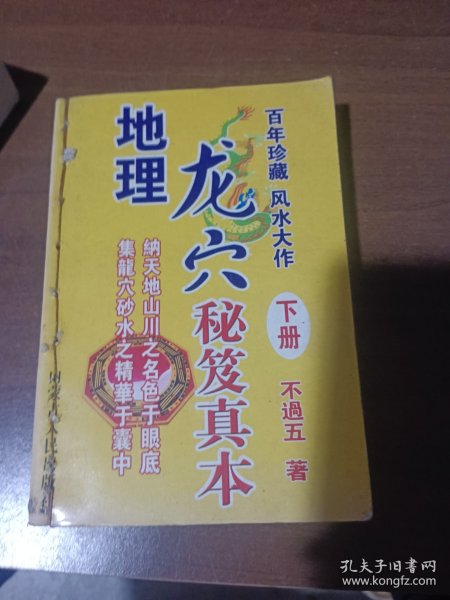 百年珍藏 风水大作
地理
龙穴秘笈真本
下册
不過五 著
納天地山川之名色于眼底
集龍穴砂水之精華于囊中
孔夫子旧书网
www.kongfz.com